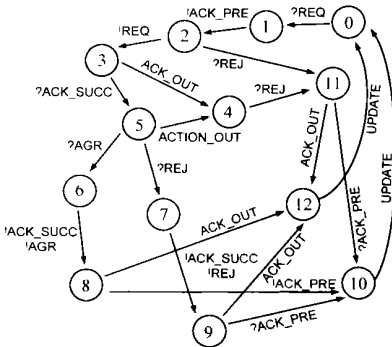 !ACK_PRE
?REQ
0
1
2
!REQ
3
?REJ
ACK_OUT
?REJ
11
?ACK_SUCC
4
5
ACTION_OUT
?AGR
?REJ
ACK_OUT
UPDATE
UPDATE
6
7
12
?ACK_PRE
!ACK_SUCC
!AGR
ACK_OUT
!ACK_SUCC
!REJ
ACK_OUT
8
!ACK_PRE
10
9
?ACK_PRE